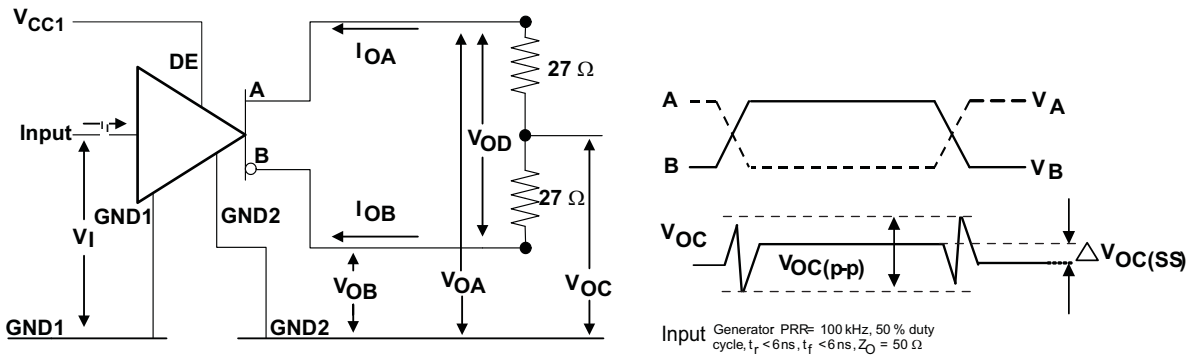 VCC1
DE
IOA
27 Ω
A
Input
II
VOD
B
27 Ω
GND1
GND2
IOB
VI
VOB
VOA
VOC
GND1
GND2
A
VA
B
VB
VOC
VOC(p-p)
△VOC(SS)
Input Generator PRR= 100 kHz, 50 % duty
cycle, tr < 6ns, tf < 6ns, ZO = 50 Ω